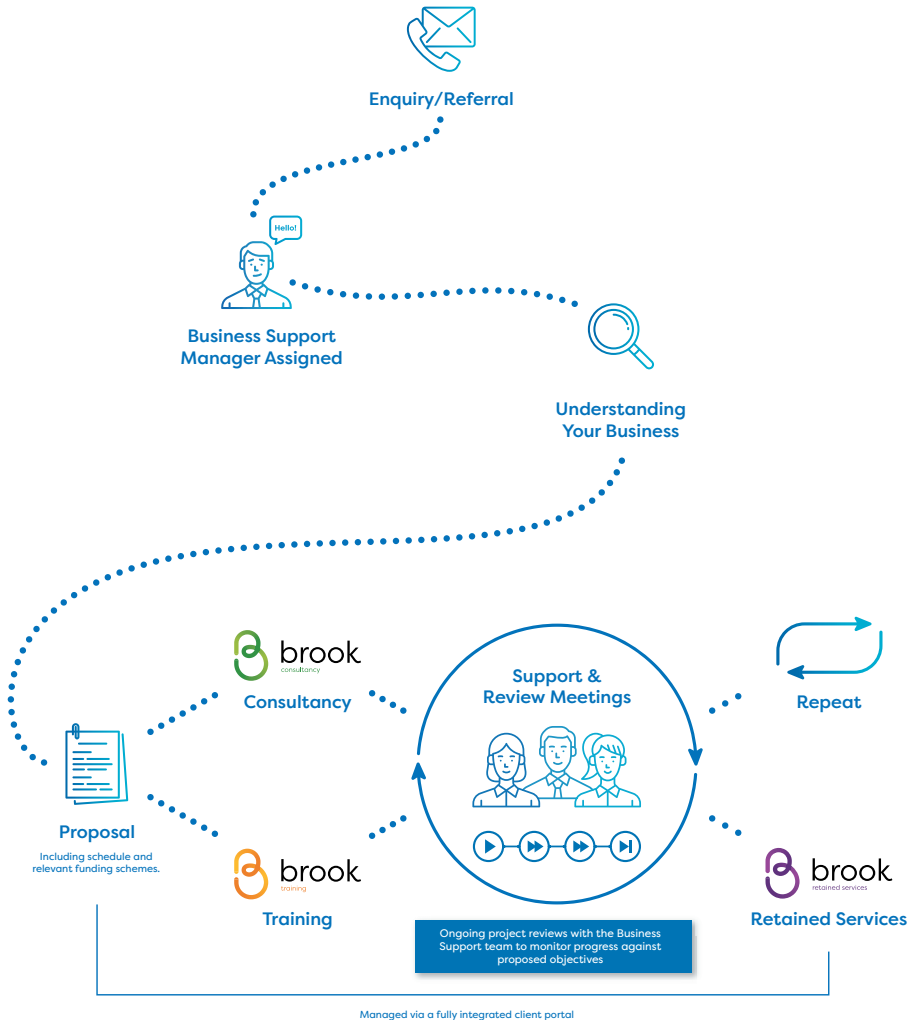 Enquiry/Referral
Hello!
Business Support
Manager Assigned
Understanding
Your Business
brook
consultancy
Consultancy
Support &
Review Meetings
Repeat
Proposal
Including schedule and
relevant funding schemes.
brook
training
Training
brook
retained services
Retained Services
Ongoing project reviews with the Business
Support team to monitor progress against
proposed objectives
Managed via a fully integrated client portal